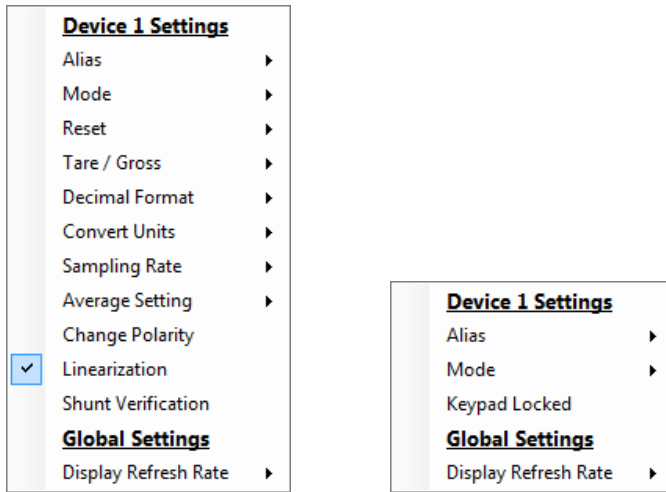 Device 1 Settings
Alias
Mode
Reset
Tare / Gross
Decimal Format
Convert Units
Sampling Rate
Average Setting
Change Polarity
Linearization
Shunt Verification
Global Settings
Display Refresh Rate
Device 1 Settings
Alias
Mode
Keypad Locked
Global Settings
Display Refresh Rate